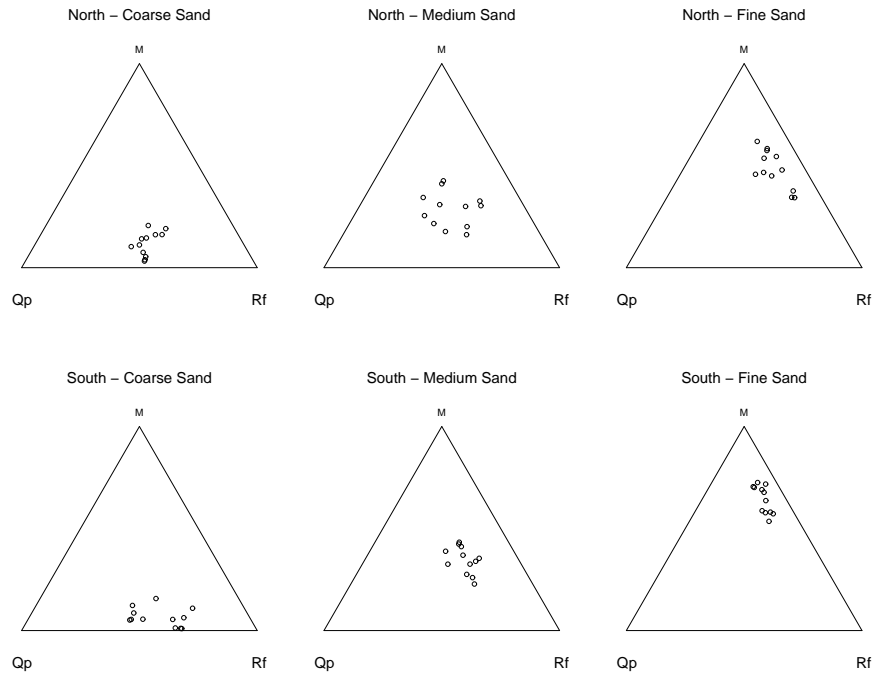 North – Coarse Sand
North – Medium Sand
North – Fine Sand
M
M
M
Qp
Rf
Qp
Rf
Qp
Rf
South – Coarse Sand
South – Medium Sand
South – Fine Sand
M
M
M
Qp
Rf
Qp
Rf
Qp
Rf